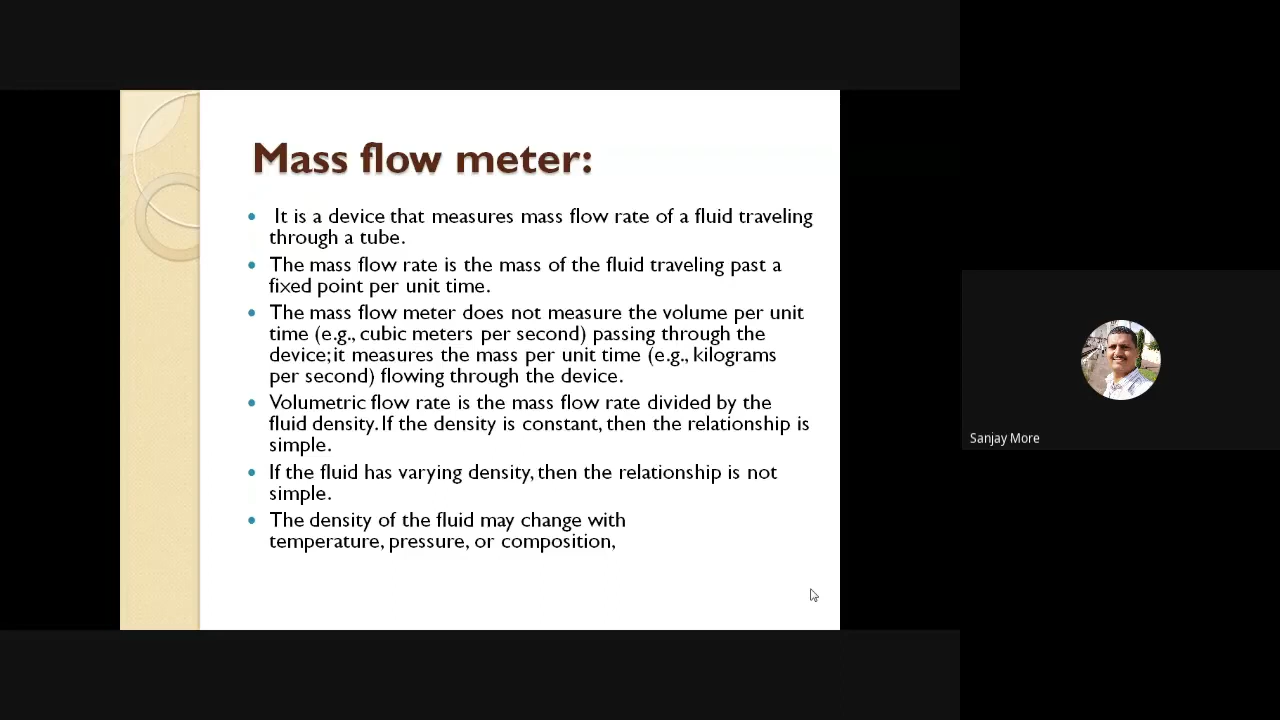 Mass flow meter:
It is a device that measures mass flow rate of a fluid traveling
through a tube.
The mass flow rate is the mass of the fluid traveling past a
fixed point per unit time.
The mass flow meter does not measure the volume per unit
time (e.g., cubic meters per second) passing through the
device; it measures the mass per unit time (e.g., kilograms
per second) flowing through the device.
Volumetric flow rate is the mass flow rate divided by the
fluid density. If the density is constant, then the relationship is
simple.
If the fluid has varying density, then the relationship is not
simple.
The density of the fluid may change with
temperature, pressure, or composition,
Sanjay More